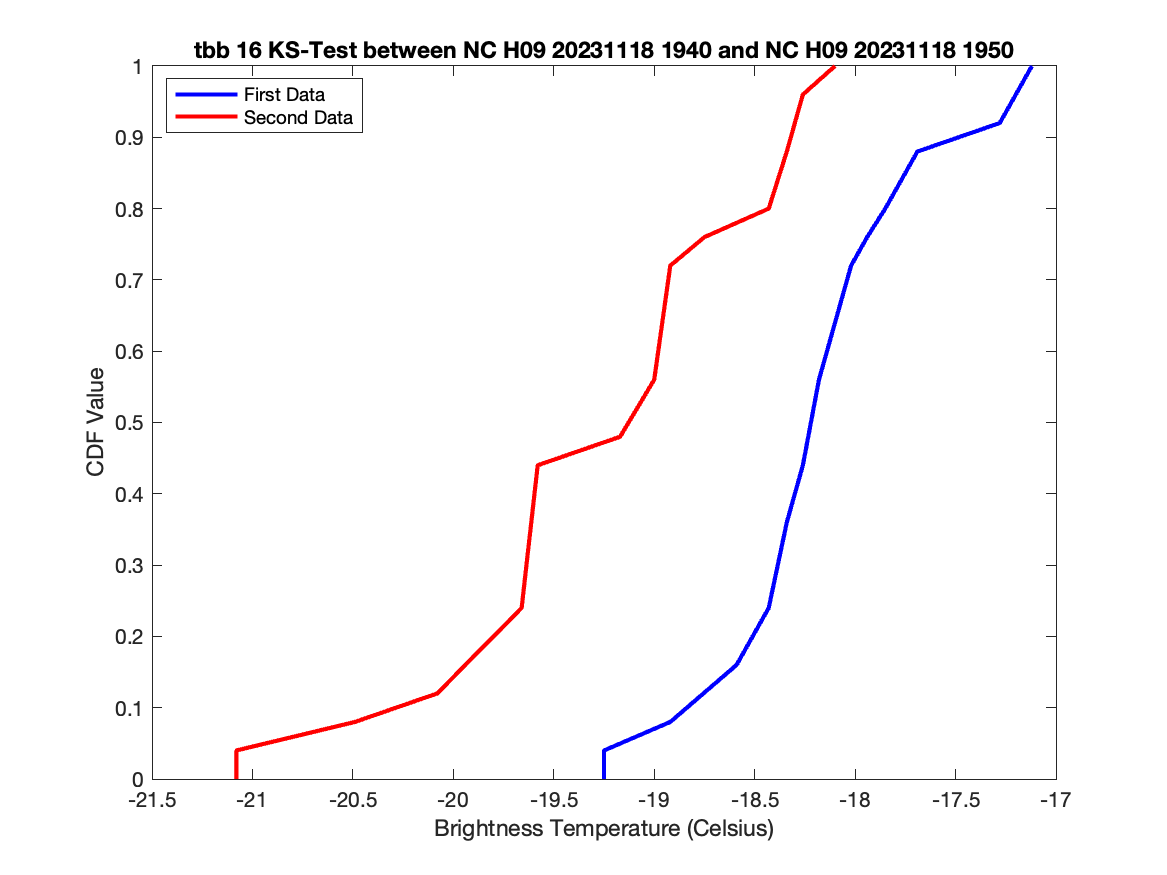 tbb 16 KS-Test between NC H09 20231118 1940 and NC H09 20231118 1950
First Data
Second Data
1
0.9
0.8
0.7
0.6
0.5
0.4
0.3
0.2
0.1
0
CDF Value
-21.5 -21 -20.5 -20 -19.5 -19 -18.5 -18 -17.5 -17
Brightness Temperature (Celsius)